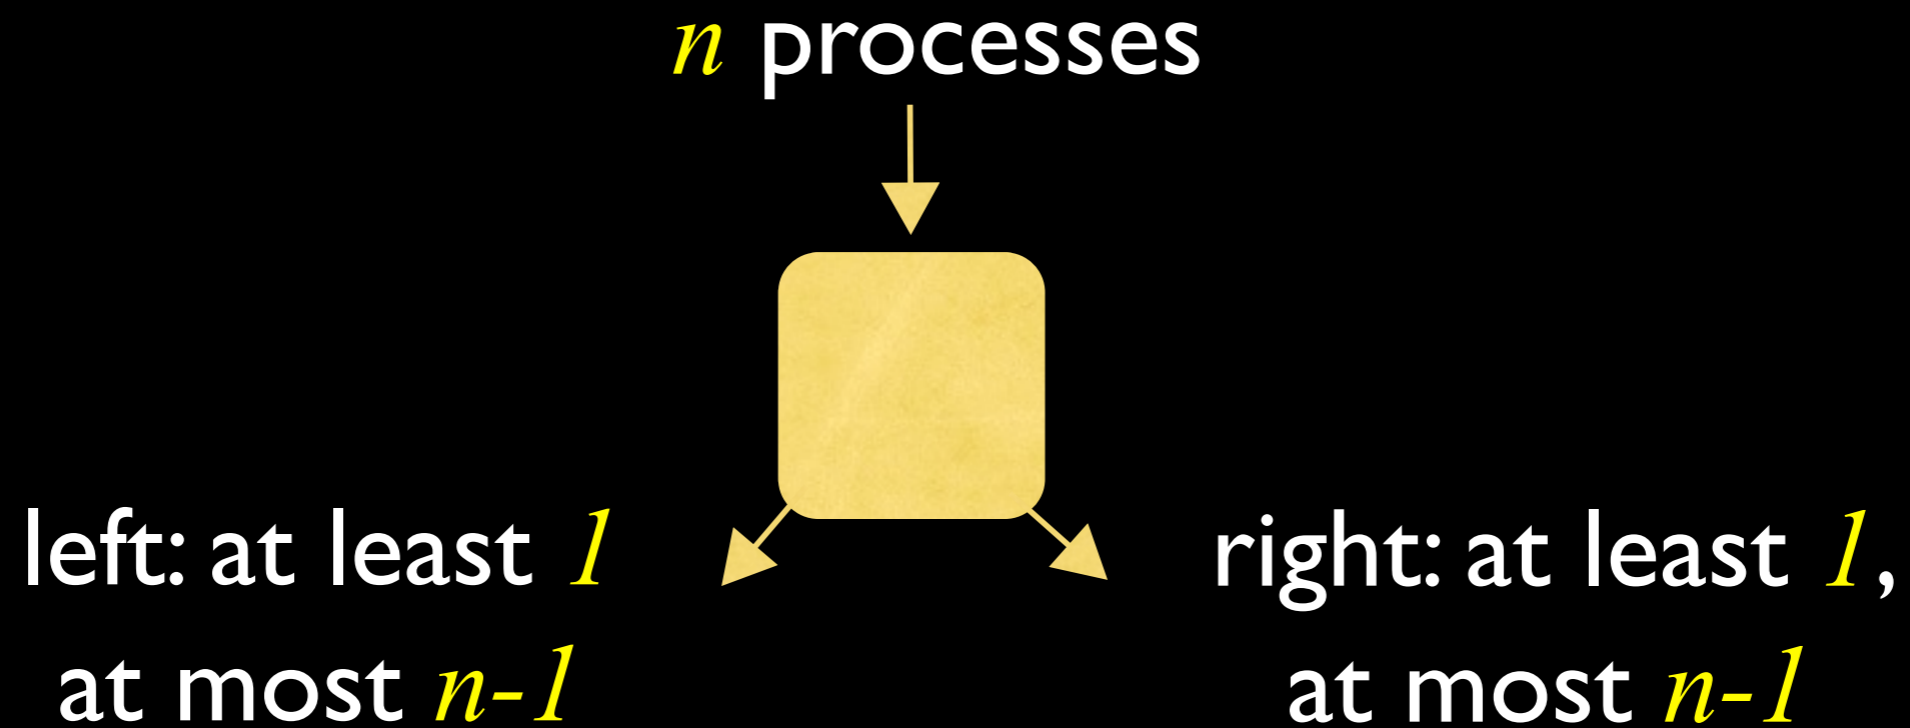 n processes
left: at least 1
at most n-1
right: at least 1,
at most n-1